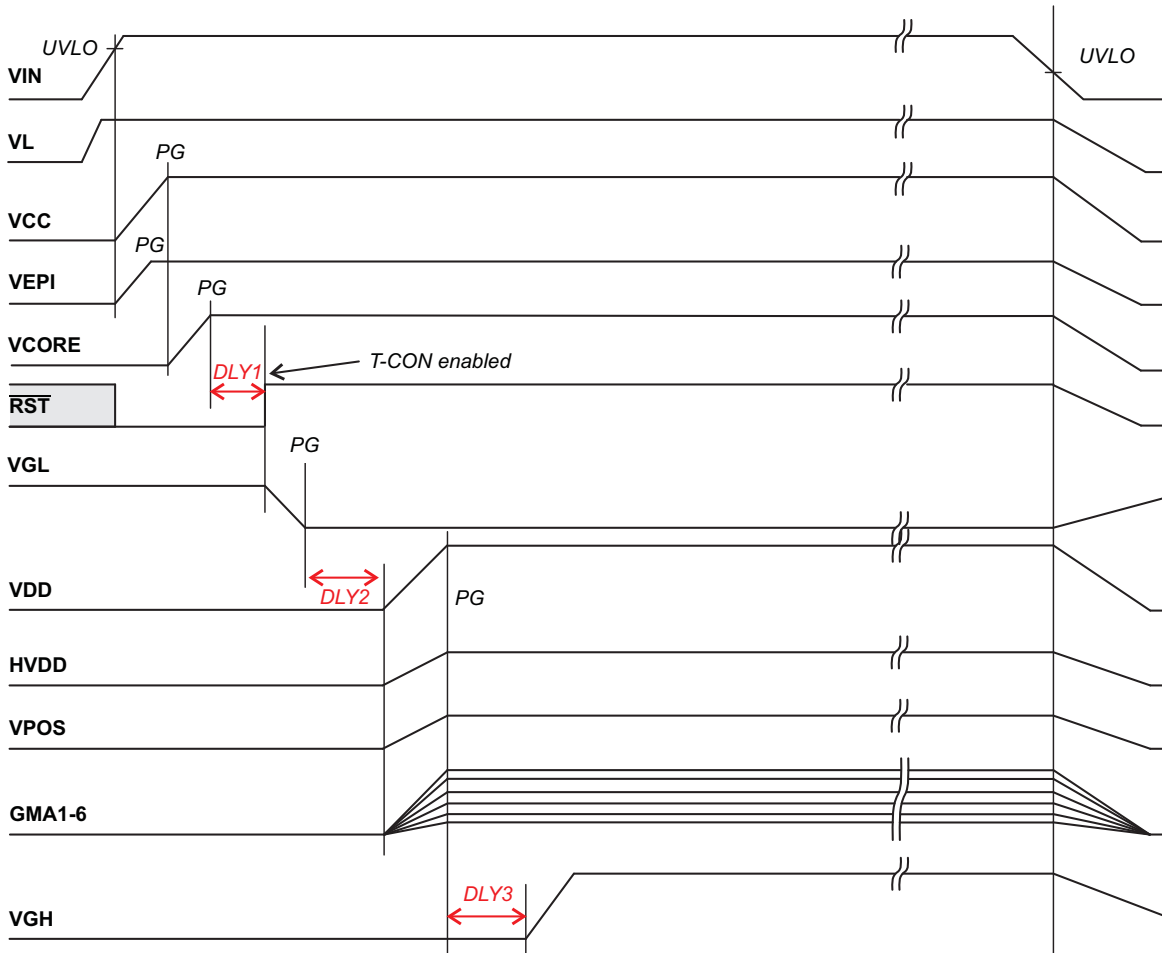 UVLO
UVLO
VIN
VL
PG
VCC
PG
VEPI
PG
VCORE
T-CON enabled
DLY1
RST
PG
VGL
VDD
DLY2
PG
HVDD
VPOS
GMA1-6
DLY3
VGH